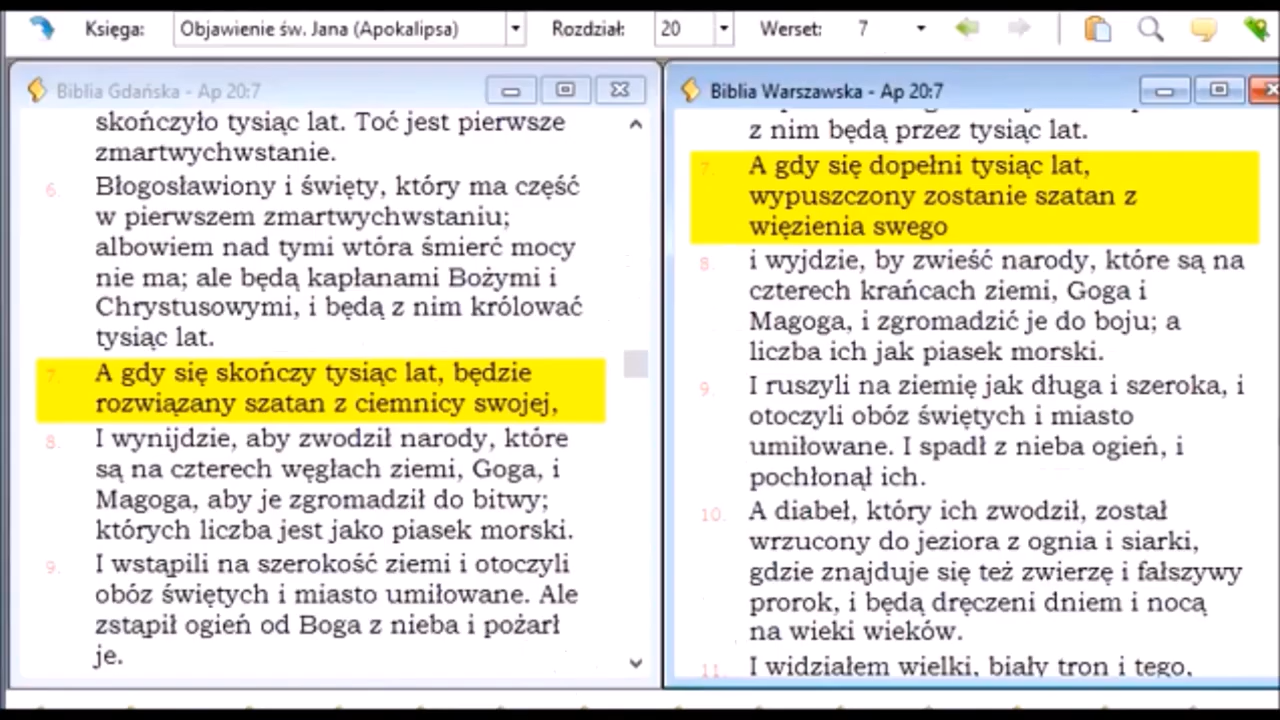 Księga: Objawienie św. Jana (Apokalipsa) Rozdział: 20 Werset: 7
Biblia Gdańska - Ap 20:7
skończyło tysiąc lat. Toć jest pierwsze
zmartwychwstanie.
6. Błogosławiony i święty, który ma część
w pierwszem zmartwychwstaniu;
albowiem nad tymi wtóra śmierć mocy
nie ma; ale będą kapłanami Bożymi i
Chrystusowymi, i będą z nim królować
tysiąc lat.
7. A gdy się skończy tysiąc lat, będzie
rozwiązany szatan z ciemnicy swojej,
8. I wynijdzie, aby zwodził narody, które
są na czterech węgłach ziemi, Goga, i
Magoga, aby je zgromadził do bitwy;
których liczba jest jako piasek morski.
9. I wstąpili na szerokość ziemi i otoczyli
obóz świętych i miasto umiłowane. Ale
zstąpił ogień od Boga z nieba i pożarł
je.
Biblia Warszawska - Ap 20:7
z nim będą przez tysiąc lat.
7. A gdy się dopełni tysiąc lat,
wypuszczony zostanie szatan z
więzienia swego
8. i wyjdzie, by zwieść narody, które są na
czterech krańcach ziemi, Goga i
Magoga, i zgromadzić je do boju; a
liczba ich jak piasek morski.
9. I ruszyli na ziemię jak długa i szeroka, i
otoczyli obóz świętych i miasto
umiłowane. I spadł z nieba ogień, i
pochłonął ich.
10. A diabeł, który ich zwodził, został
wrzucony do jeziora z ognia i siarki,
gdzie znajduje się też zwierzę i fałszywy
prorok, i będą dręczeni dniem i nocą
na wieki wieków.
11. I widziałem wielki, biały tron i tego,